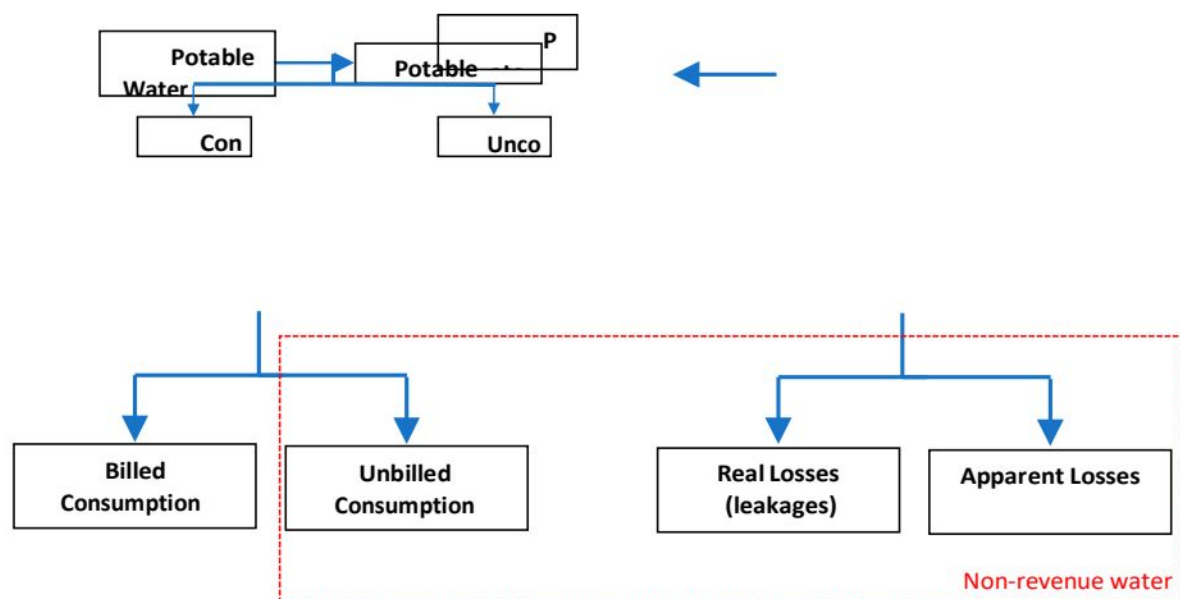 P
Potable
Water
Potable
Con
Unco
Billed
Consumption
Unbilled
Consumption
Real Losses
(leakages)
Apparent Losses
Non-revenue water